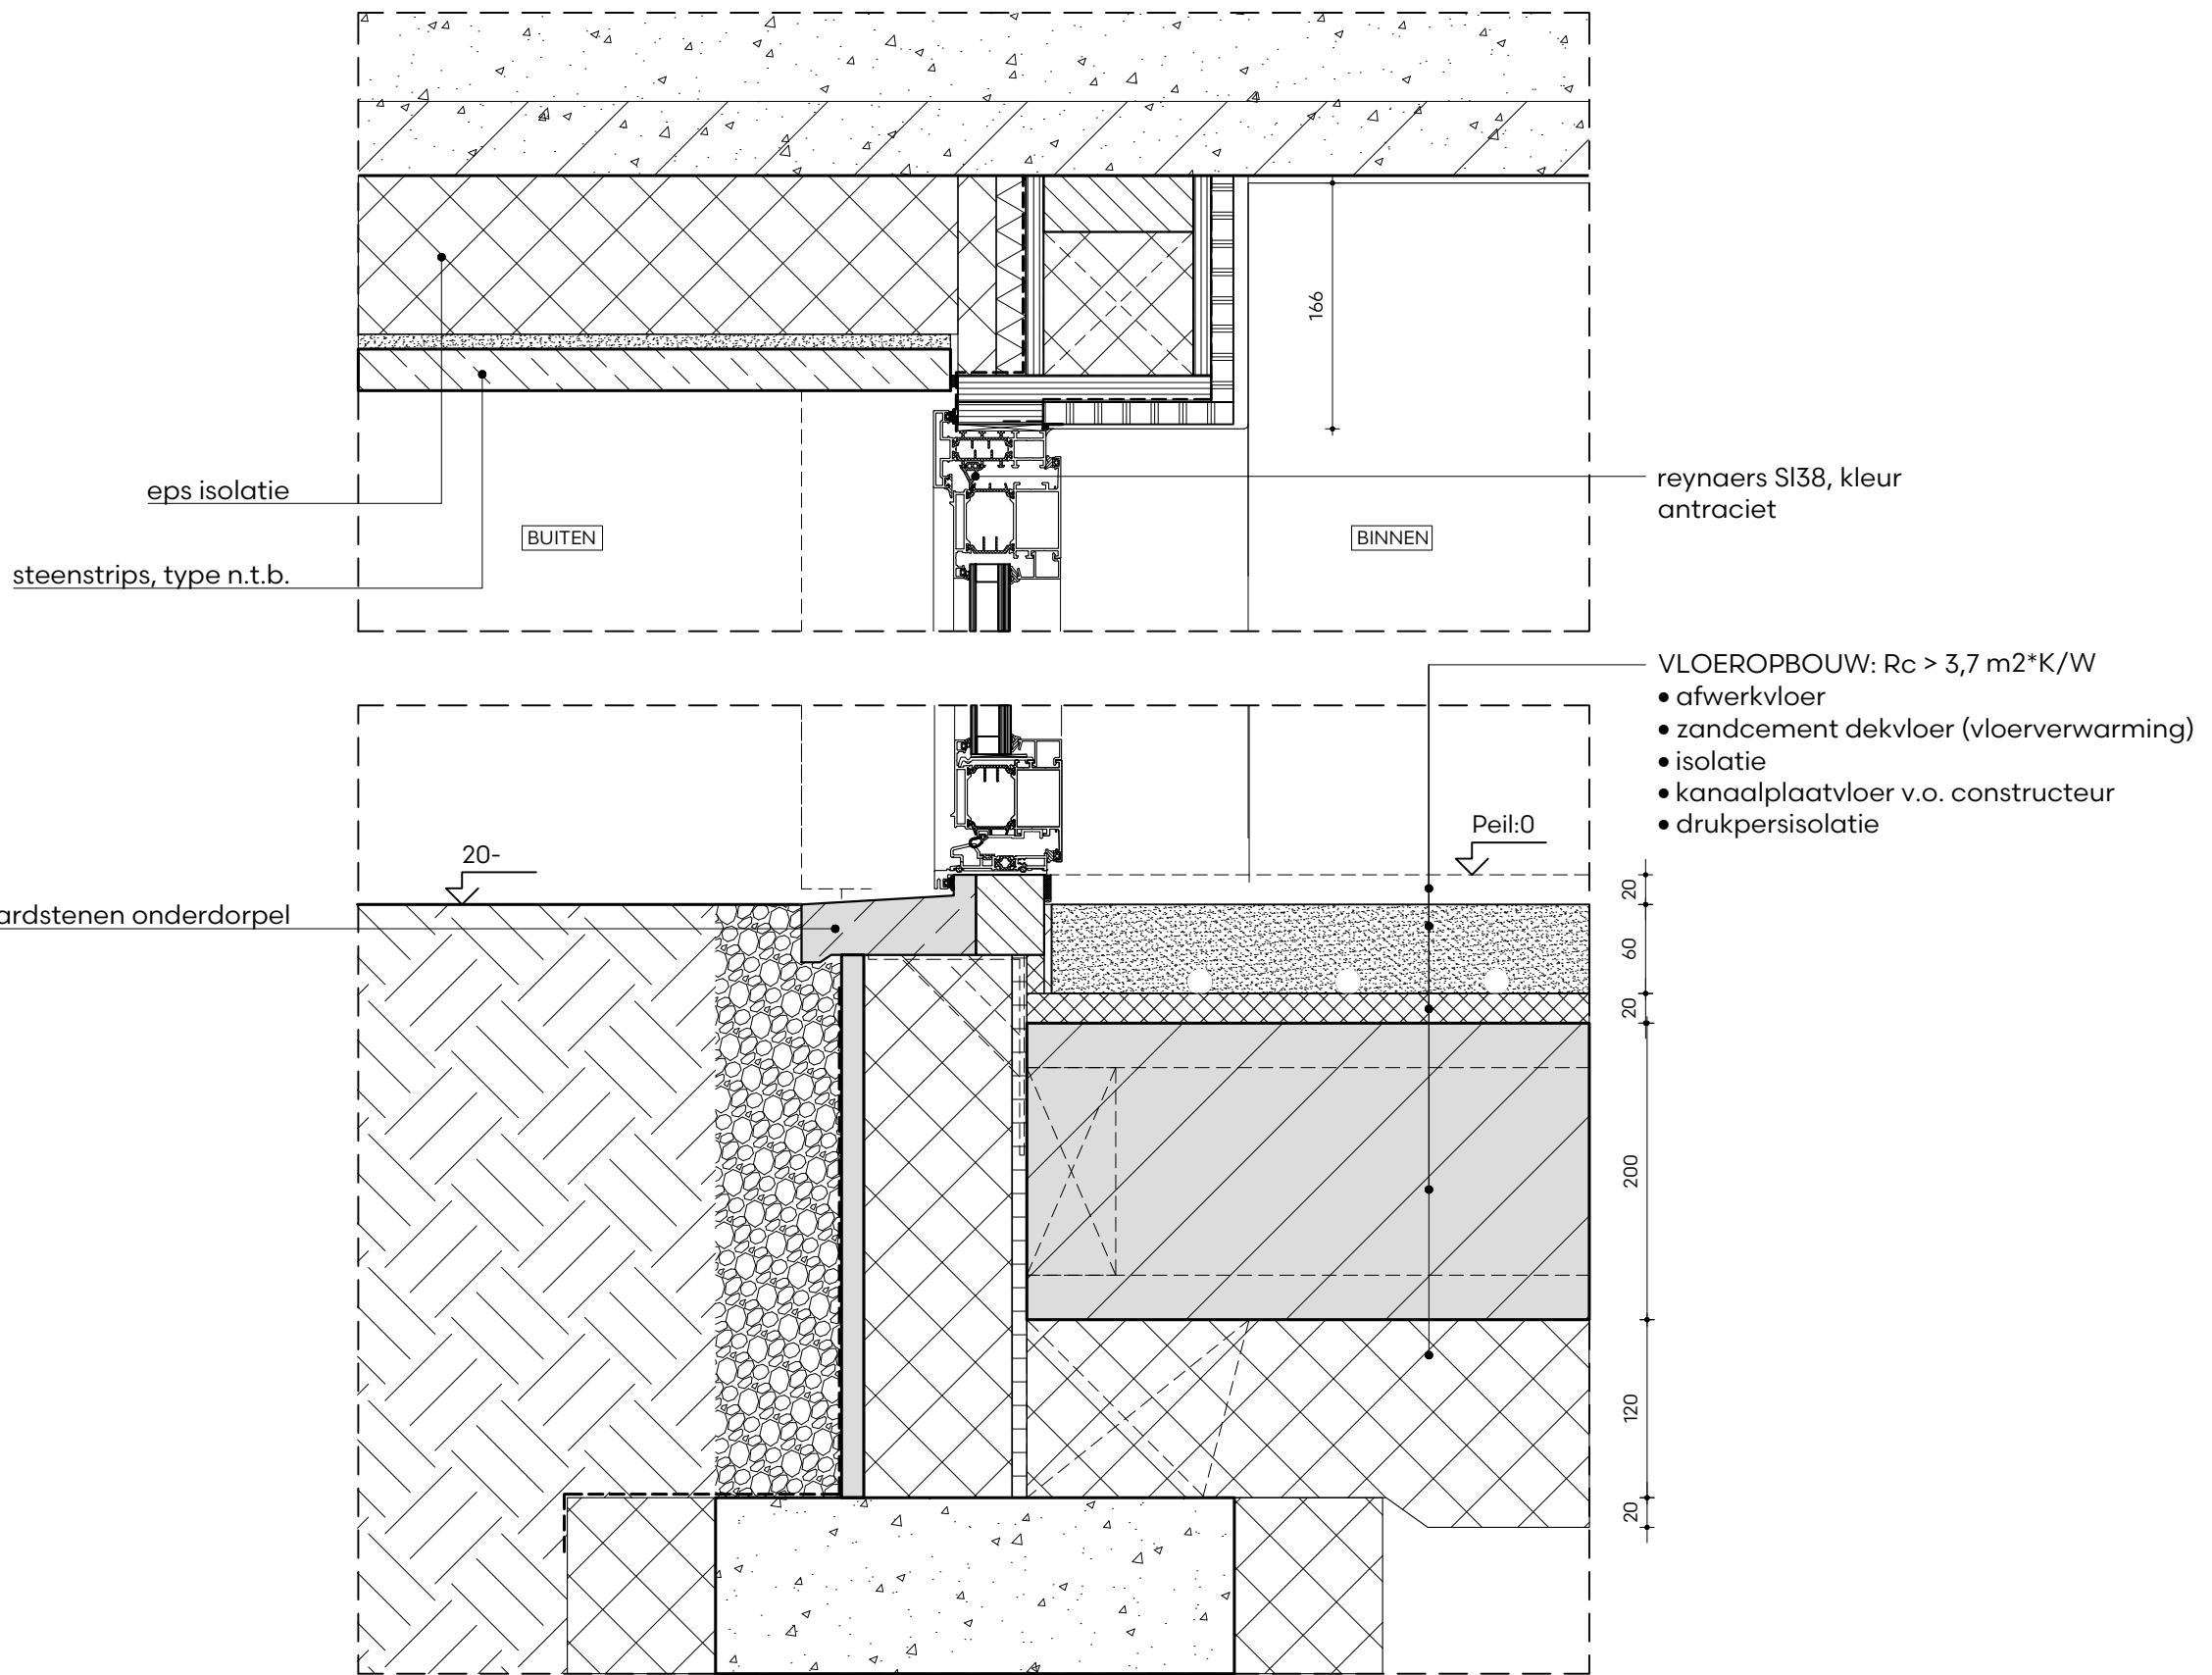 166
eps isolatie
reynaers Sl38, kleur
antraciet
BUITEN
BINNEN
steenstrips, type n.t.b.
VLOEROPBOUW: Rc > 3,7 m2*K/W
• afwerkvloer
• zandcement dekvloer (vloerverwarming)
• isolatie
• kanaalplaatvloer v.o. constructeur
• drukpersisolatie
Peil:0
20-
ardstenen onderdorpel
20
60
20
200
120
20